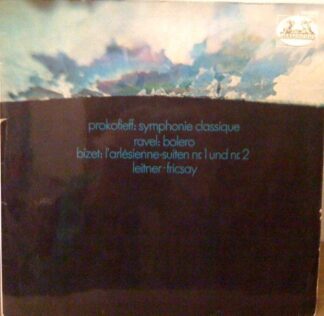 prokofieff: symphonie classique
ravel: bolero
bizet: l'arlésienne-suiten nr. 1 und nr. 2
leitner·fricsay